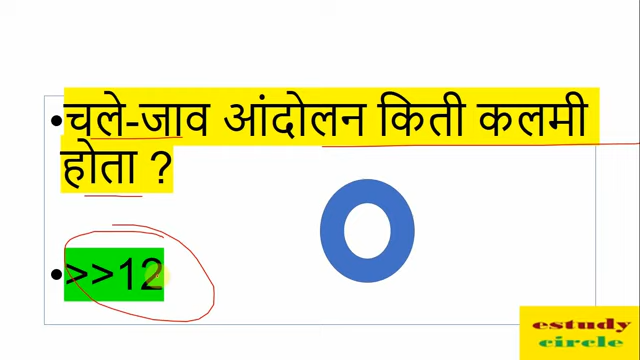 •चले-जाव आंदोलन किती कलमी
होता ?
•>>12
estudy
circle